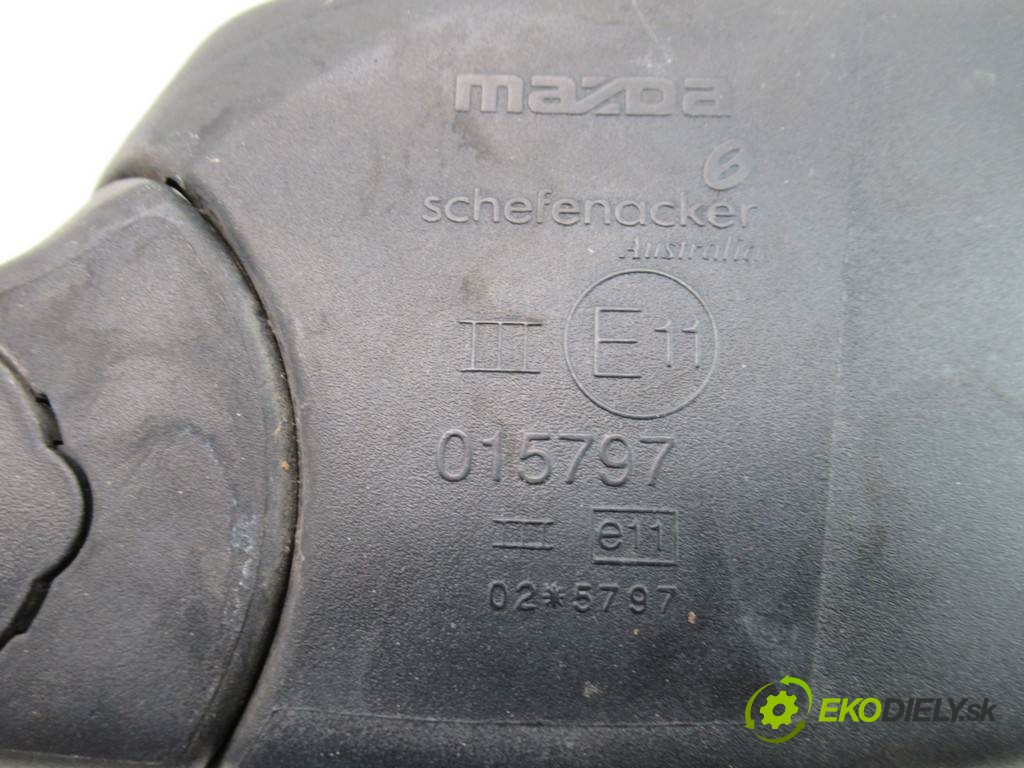 mazda
schefenacker
Australia
III E11
015797
III e11
02*5797
EKODIELY.sk